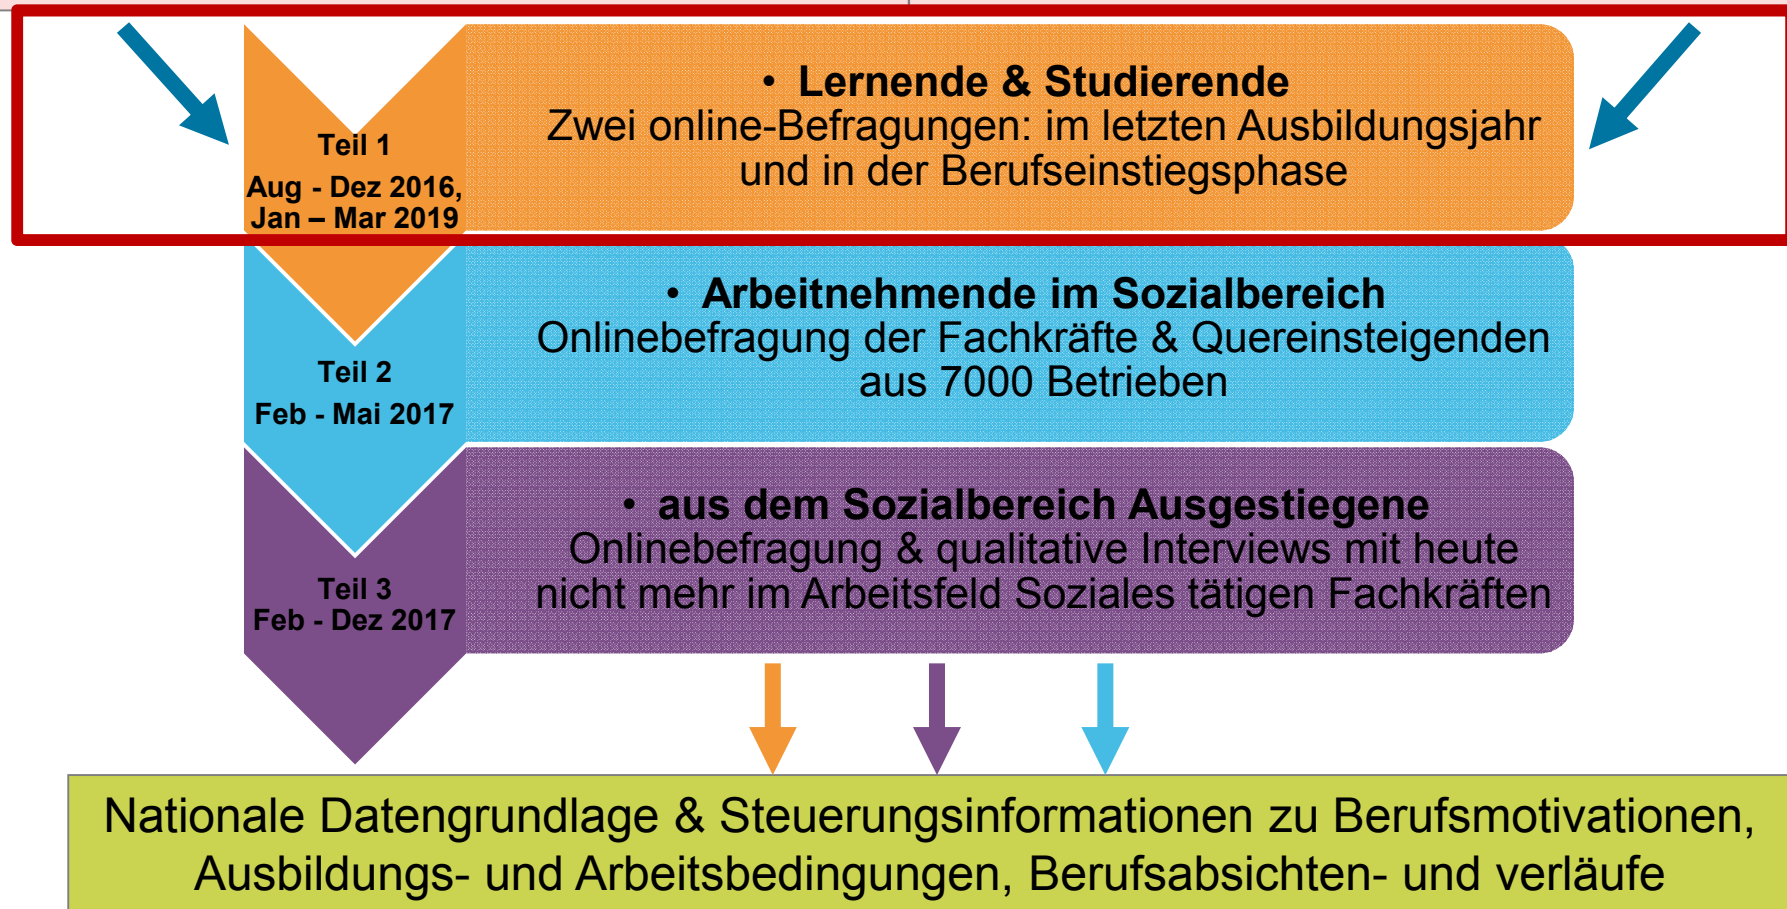 Teil 1
Aug - Dez 2016,
Jan – Mar 2019
• Lernende & Studierende
Zwei online-Befragungen: im letzten Ausbildungsjahr
und in der Berufseinstiegsphase
Teil 2
Feb - Mai 2017
• Arbeitnehmende im Sozialbereich
Onlinebefragung der Fachkräfte & Quereinsteigenden
aus 7000 Betrieben
Teil 3
Feb - Dez 2017
• aus dem Sozialbereich Ausgestiegene
Onlinebefragung & qualitative Interviews mit heute
nicht mehr im Arbeitsfeld Soziales tätigen Fachkräften
Nationale Datengrundlage & Steuerungsinformationen zu Berufsmotivationen,
Ausbildungs- und Arbeitsbedingungen, Berufsabsichten- und verläufe